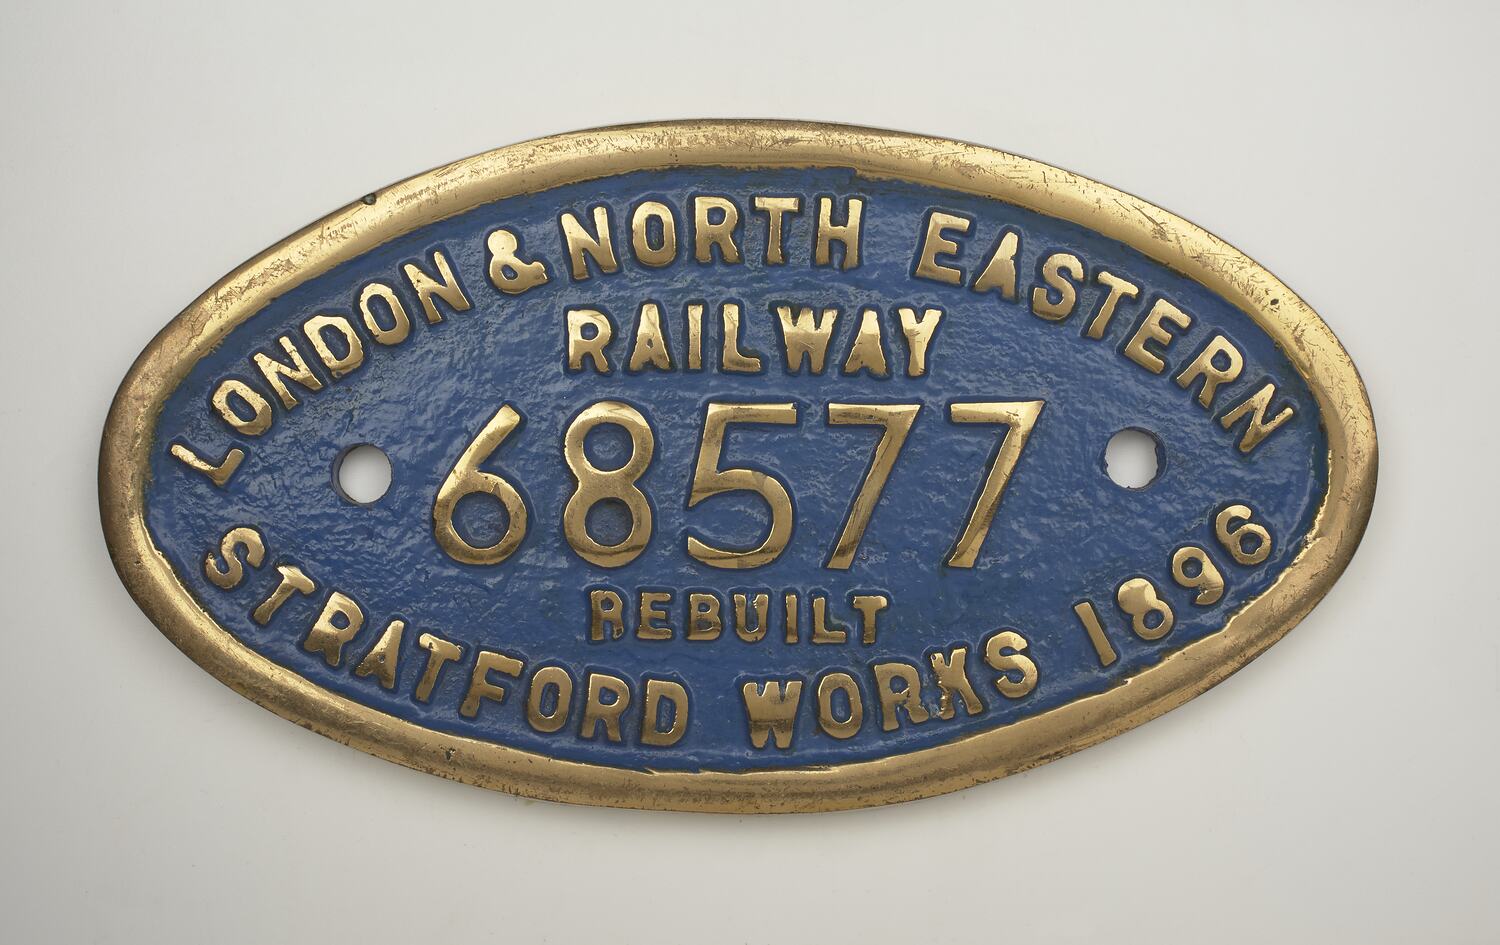 LONDON & NORTH EASTERN
RAILWAY
68577
REBUILT
STRATFORD WORKS 1896